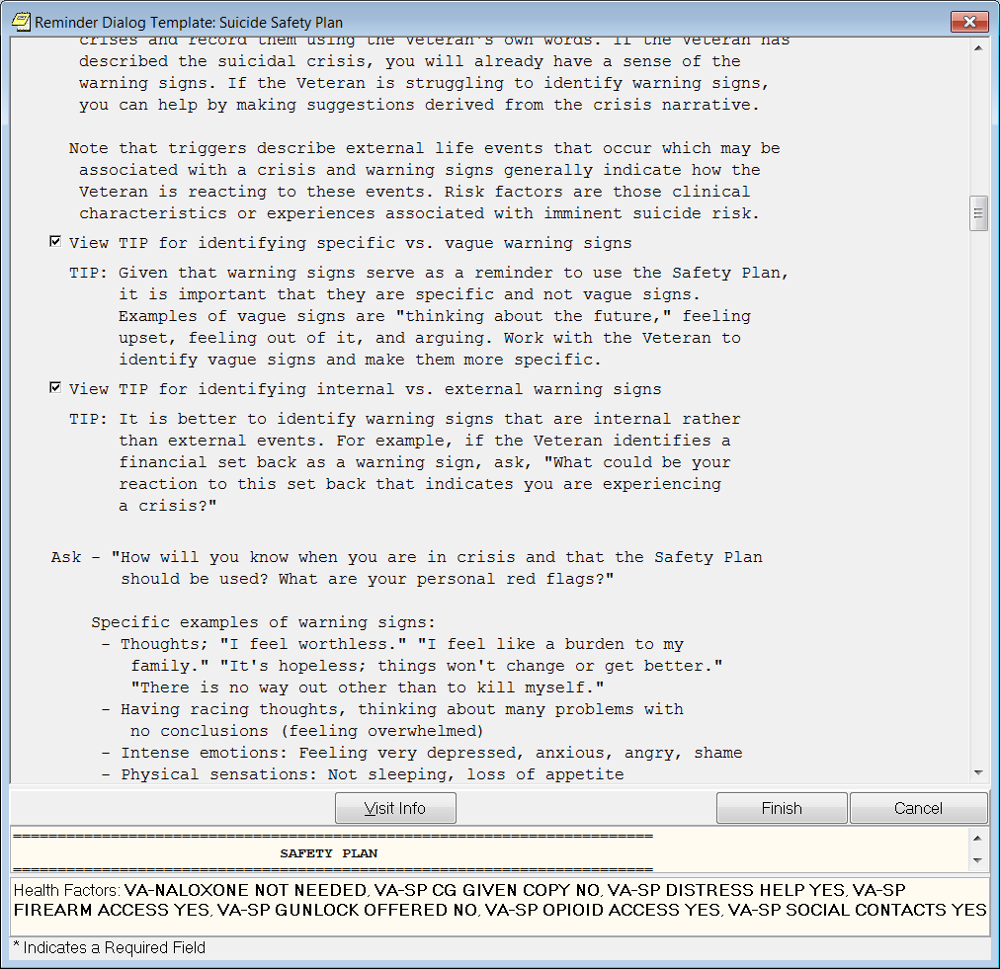 Reminder Dialog Template: Suicide Safety Plan
crises and record them using the Veteran's own words. If the Veteran has
described the suicidal crisis, you will already have a sense of the
warning signs. If the Veteran is struggling to identify warning signs,
you can help by making suggestions derived from the crisis narrative.
Note that triggers describe external life events that occur which may be
associated with a crisis and warning signs generally indicate how the
Veteran is reacting to these events. Risk factors are those clinical
characteristics or experiences associated with imminent suicide risk.
View TIP for identifying specific vs. vague warning signs
TIP: Given that warning signs serve as a reminder to use the Safety Plan,
it is important that they are specific and not vague signs.
Examples of vague signs are "thinking about the future," feeling
upset, feeling out of it, and arguing. Work with the Veteran to
identify vague signs and make them more specific.
View TIP for identifying internal vs. external warning signs
TIP: It is better to identify warning signs that are internal rather
than external events. For example, if the Veteran identifies a
financial set back as a warning sign, ask, "What could be your
reaction to this set back that indicates you are experiencing
a crisis?"
Ask - "How will you know when you are in crisis and that the Safety Plan
should be used? What are your personal red flags?"
Specific examples of warning signs:
- Thoughts; "I feel worthless." "I feel like a burden to my
family." "It's hopeless; things won't change or get better."
"There is no way out other than to kill myself."
- Having racing thoughts, thinking about many problems with
no conclusions (feeling overwhelmed)
- Intense emotions: Feeling very depressed, anxious, angry, shame
- Physical sensations: Not sleeping, loss of appetite
Visit Info Finish Cancel
========================================================================
SAFETY PLAN
========================================================================
Health Factors: VA-NALOXONE NOT NEEDED, VA-SP CG GIVEN COPY NO, VA-SP DISTRESS HELP YES, VA-SP
FIREARM ACCESS YES, VA-SP GUNLOCK OFFERED NO, VA-SP OPIOID ACCESS YES, VA-SP SOCIAL CONTACTS YES
* Indicates a Required Field